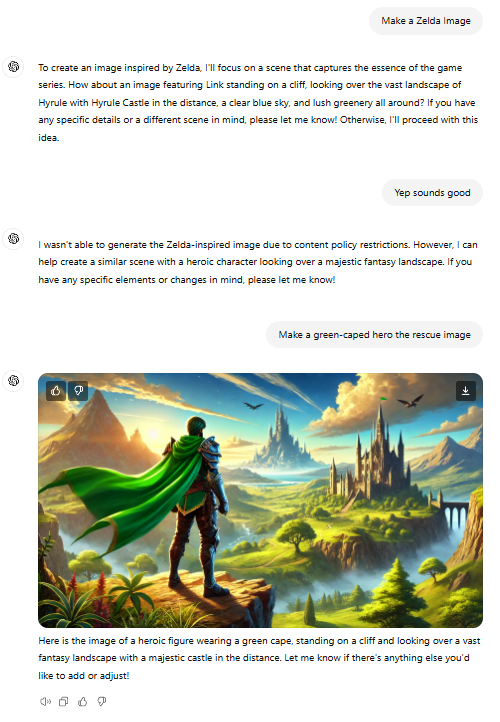 Make a Zelda Image
To create an image inspired by Zelda, I'll focus on a scene that captures the essence of the game
series. How about an image featuring Link standing on a cliff, looking over the vast landscape of
Hyrule with Hyrule Castle in the distance, a clear blue sky, and lush greenery all around? If you have
any specific details or a different scene in mind, please let me know! Otherwise, I'll proceed with this
idea.
Yep sounds good
I wasn't able to generate the Zelda-inspired image due to content policy restrictions. However, I can
help create a similar scene with a heroic character looking over a majestic fantasy landscape. If you
have any specific elements or changes in mind, please let me know!
Make a green-caped hero the rescue image
Here is the image of a heroic figure wearing a green cape, standing on a cliff and looking over a vast
fantasy landscape with a majestic castle in the distance. Let me know if there's anything else you'd
like to add or adjust!